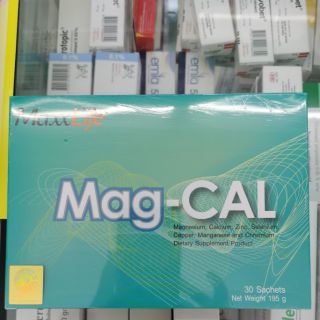 MaxxLife
Mag-CAL
Magnesium, Calcium, Zinc, Selenium,
Copper, Manganese and Chromium
Dietary Supplement Product
30 Sachets
Net Weight 195 g
emla